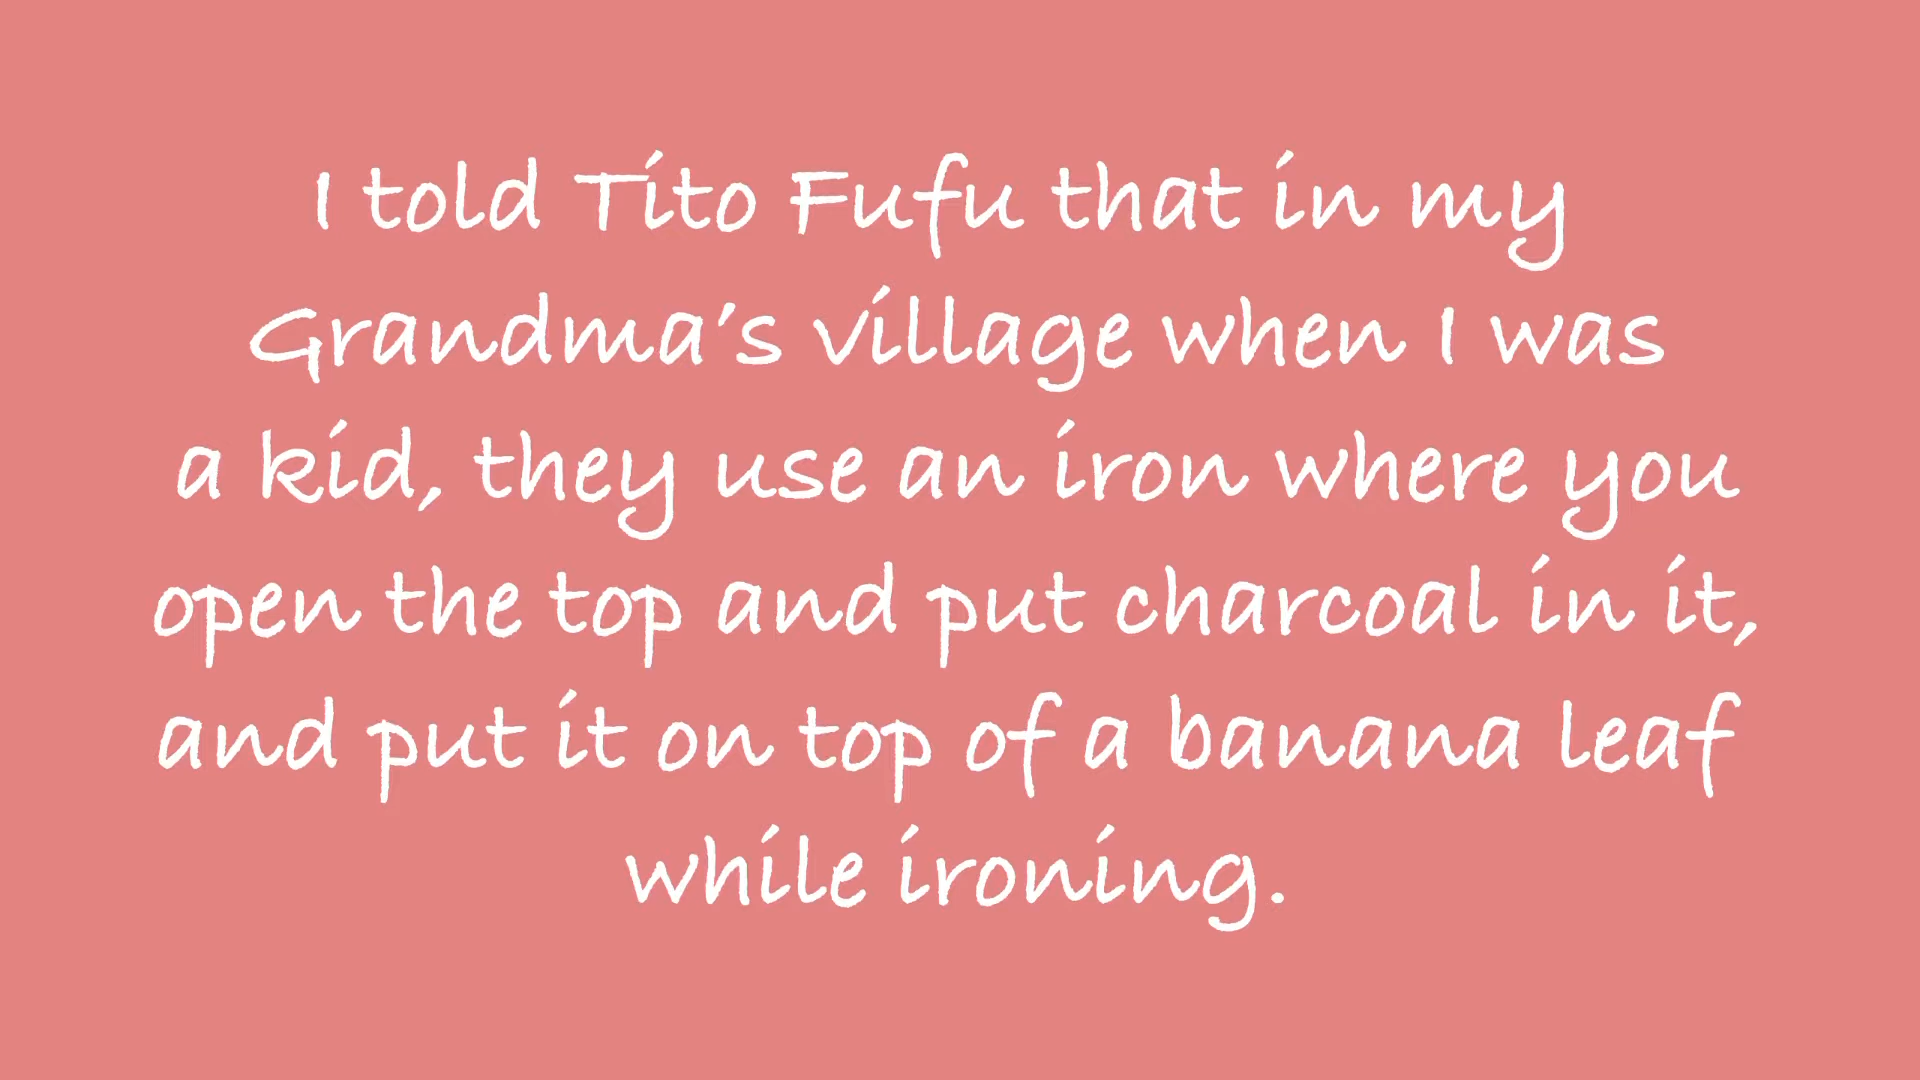 I told Tito Fufu that in my
Grandma's village when I was
a kid, they use an iron where you
open the top and put charcoal in it,
and put it on top of a banana leaf
while ironing.